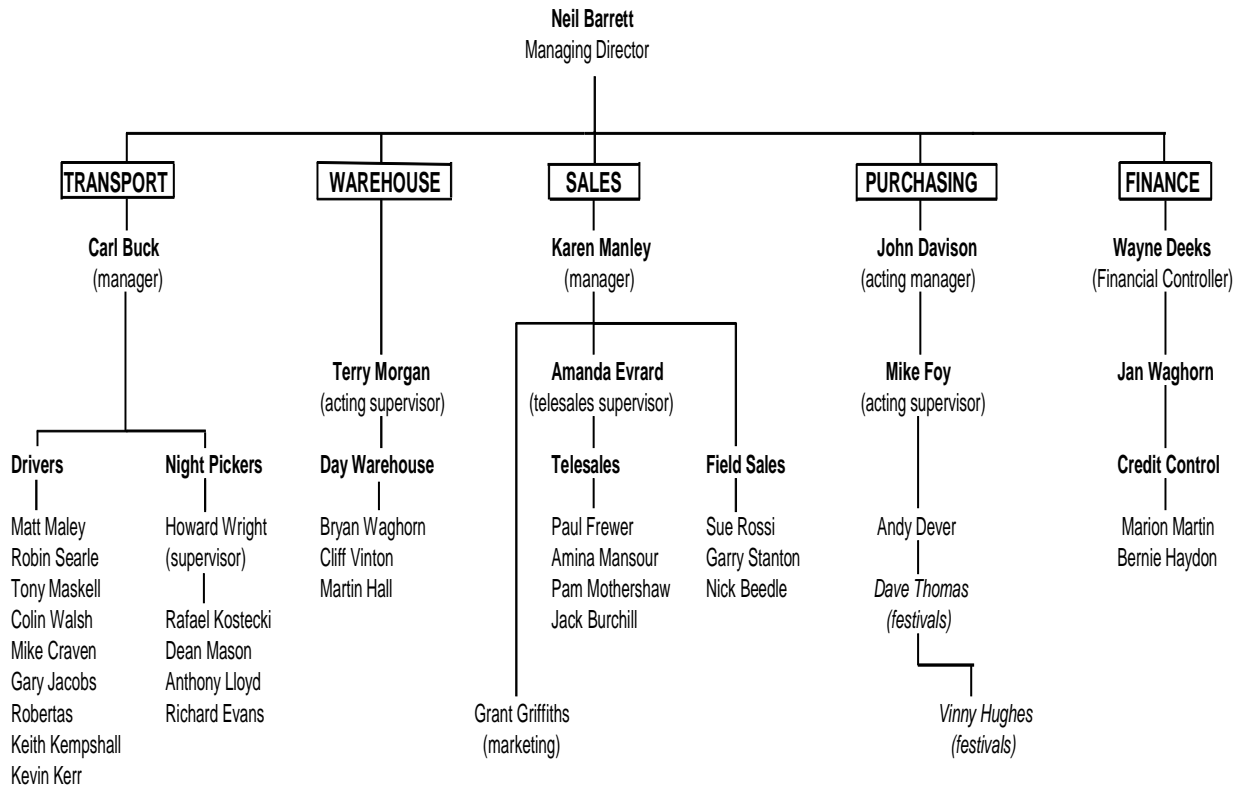 Neil Barrett
Managing Director
TRANSPORT
Carl Buck
(manager)
Drivers
Matt Maley
Robin Searle
Tony Maskell
Colin Walsh
Mike Craven
Gary Jacobs
Robertas
Keith Kempshall
Kevin Kerr
Night Pickers
Howard Wright
(supervisor)
Rafael Kostecki
Dean Mason
Anthony Lloyd
Richard Evans
WAREHOUSE
Terry Morgan
(acting supervisor)
Day Warehouse
Bryan Waghorn
Cliff Vinton
Martin Hall
SALES
Karen Manley
(manager)
Grant Griffiths
(marketing)
Amanda Evrard
(telesales supervisor)
Telesales
Paul Frewer
Amina Mansour
Pam Mothershaw
Jack Burchill
Field Sales
Sue Rossi
Garry Stanton
Nick Beedle
PURCHASING
John Davison
(acting manager)
Mike Foy
(acting supervisor)
Andy Dever
Dave Thomas
(festivals)
Vinny Hughes
(festivals)
FINANCE
Wayne Deeks
(Financial Controller)
Jan Waghorn
Credit Control
Marion Martin
Bernie Haydon